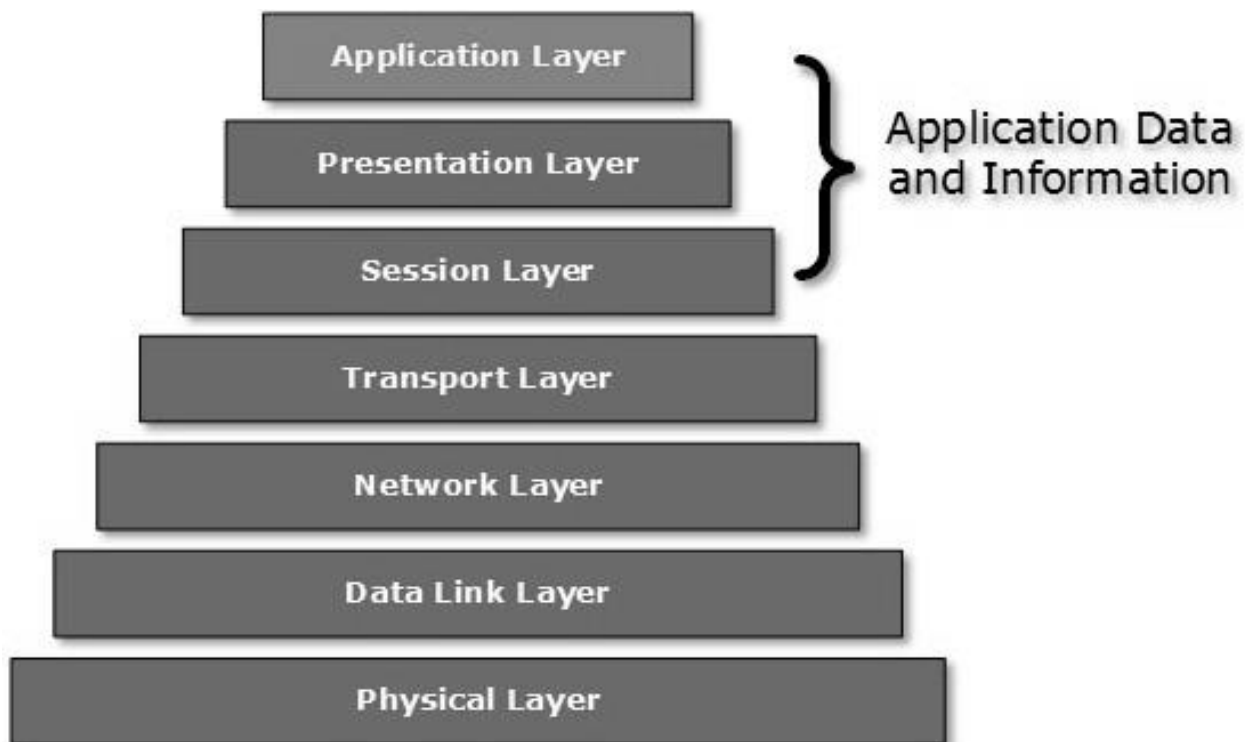 Application Layer
Presentation Layer
Session Layer
Transport Layer
Network Layer
Data Link Layer
Physical Layer
Application Data
and Information